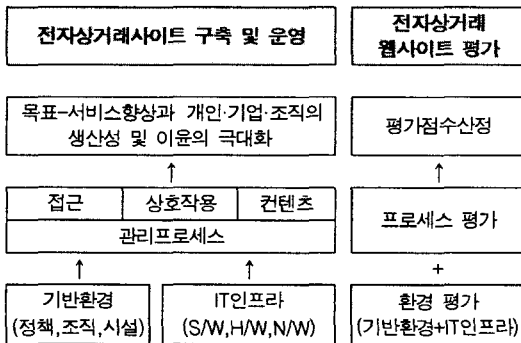 전자상거래사이트 구축 및 운영
전자상거래
웹사이트 평가
목표-서비스향상과 개인·기업·조직의
생산성 및 이윤의 극대화
평가점수산정
↑
↑
접근
상호작용
컨텐츠
관리프로세스
프로세스 평가
↑
↑
+
기반환경
(정책,조직,시설)
IT인프라
(S/W,H/W,N/W)
환경 평가
(기반환경+IT인프라)